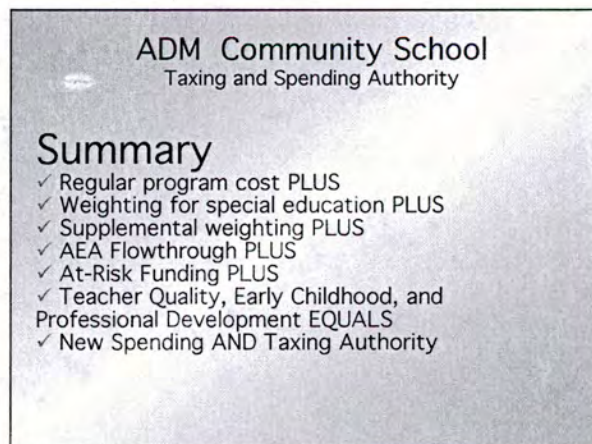 ADM Community School
Taxing and Spending Authority
Summary
✓ Regular program cost PLUS
✓ Weighting for special education PLUS
✓ Supplemental weighting PLUS
✓ AEA Flowthrough PLUS
✓ At-Risk Funding PLUS
✓ Teacher Quality, Early Childhood, and
Professional Development EQUALS
✓ New Spending AND Taxing Authority